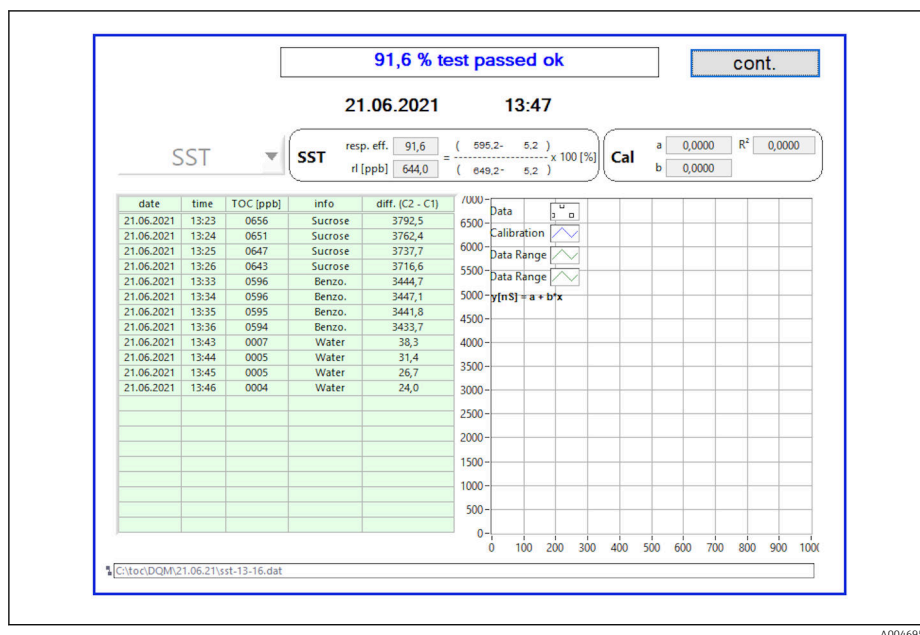 91,6 % test passed ok
cont.
21.06.2021 13:47
SST
SST
resp. eff. 91,6
rl [ppb] 644,0
= ( 595,2- 5,2 )
( 649,2- 5,2 )
x 100 [%]
Cal
a 0,0000
R² 0,0000
b 0,0000
date time TOC [ppb] info diff. (C2 - C1)
21.06.2021 13:23 0656 Sucrose 3792,5
21.06.2021 13:24 0651 Sucrose 3762,4
21.06.2021 13:25 0647 Sucrose 3737,7
21.06.2021 13:26 0643 Sucrose 3716,6
21.06.2021 13:33 0596 Benzo. 3444,7
21.06.2021 13:34 0596 Benzo. 3447,1
21.06.2021 13:35 0595 Benzo. 3441,8
21.06.2021 13:36 0594 Benzo. 3433,7
21.06.2021 13:43 0007 Water 38,3
21.06.2021 13:44 0005 Water 31,4
21.06.2021 13:45 0005 Water 26,7
21.06.2021 13:46 0004 Water 24,0
7000
6500
6000
5500
5000
4500
4000
3500
3000
2500
2000
1500
1000
500
0
Data
Calibration
Data Range
Data Range
y[nS] = a + b*x
0 100 200 300 400 500 600 700 800 900 1000
C:\toc\DQM\21.06.21\sst-13-16.dat